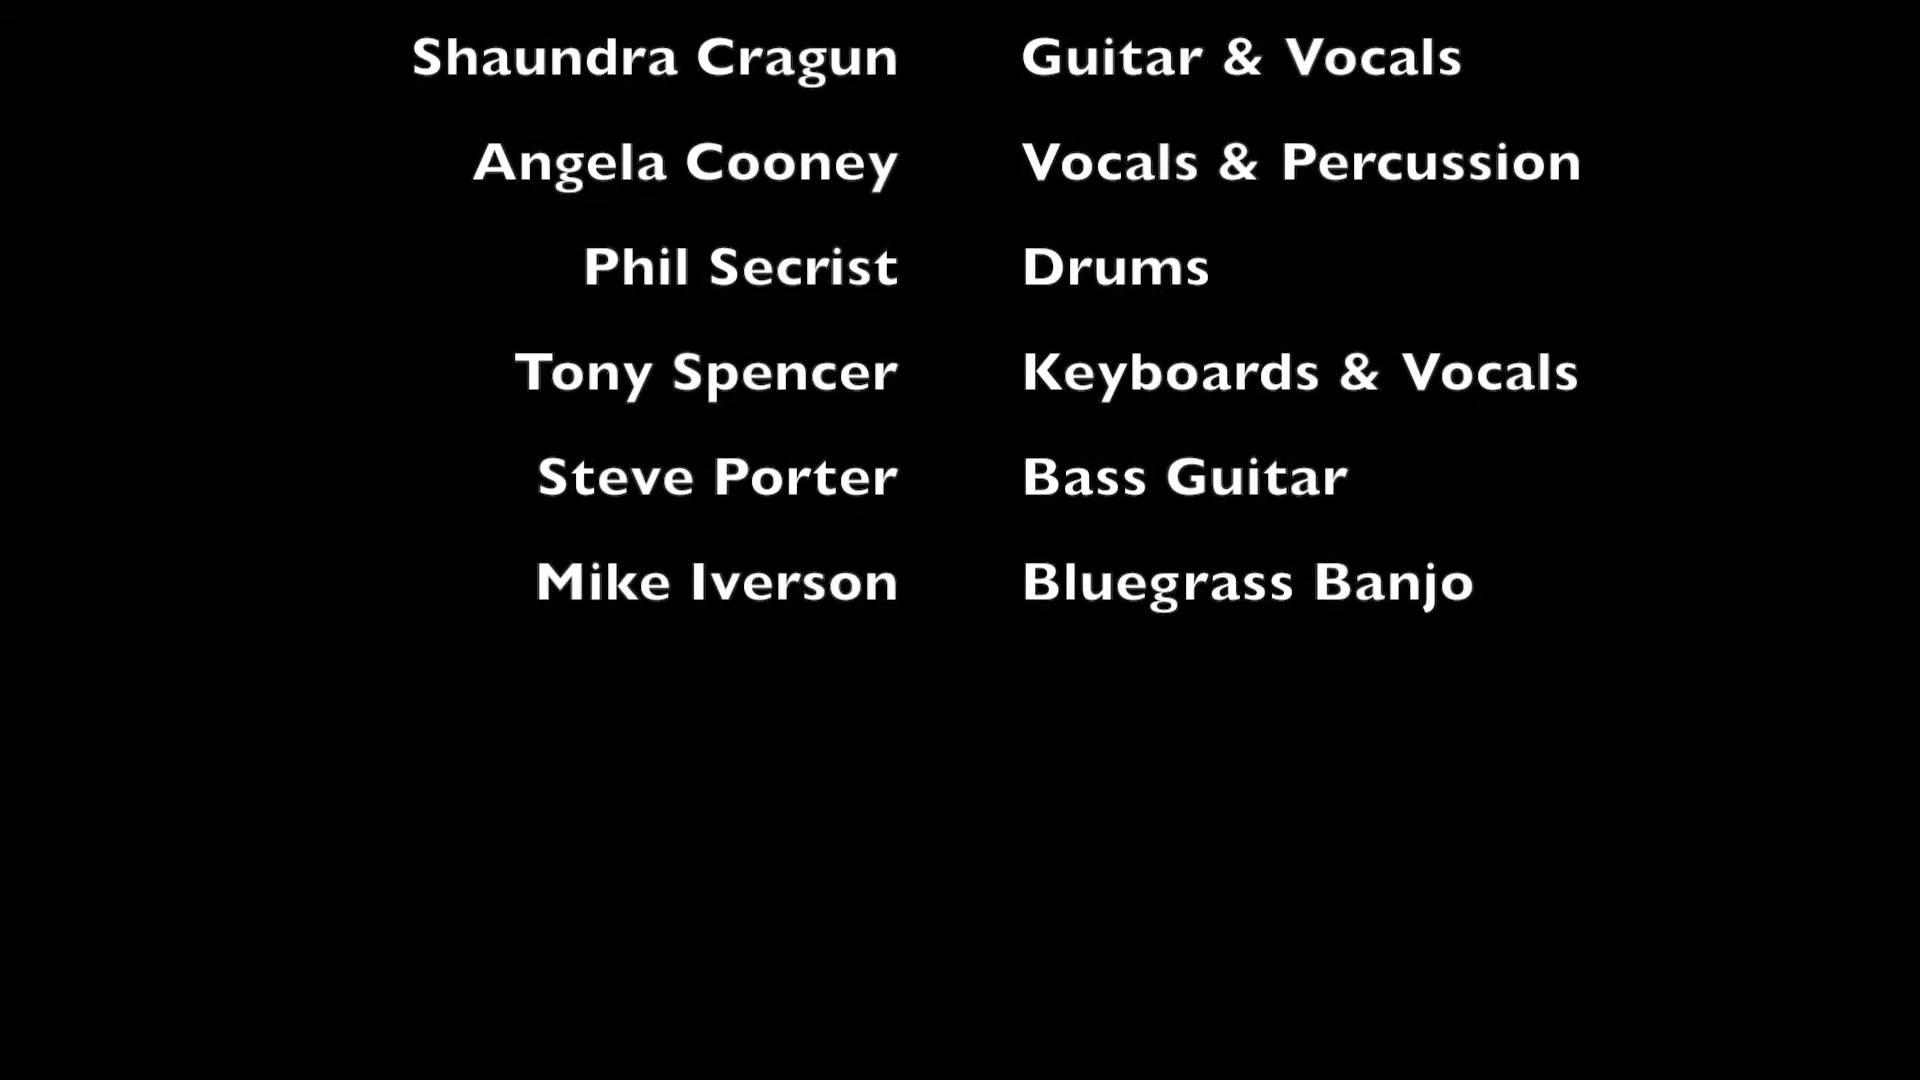 Shaundra Cragun Guitar & Vocals
Angela Cooney Vocals & Percussion
Phil Secrist Drums
Tony Spencer Keyboards & Vocals
Steve Porter Bass Guitar
Mike Iverson Bluegrass Banjo